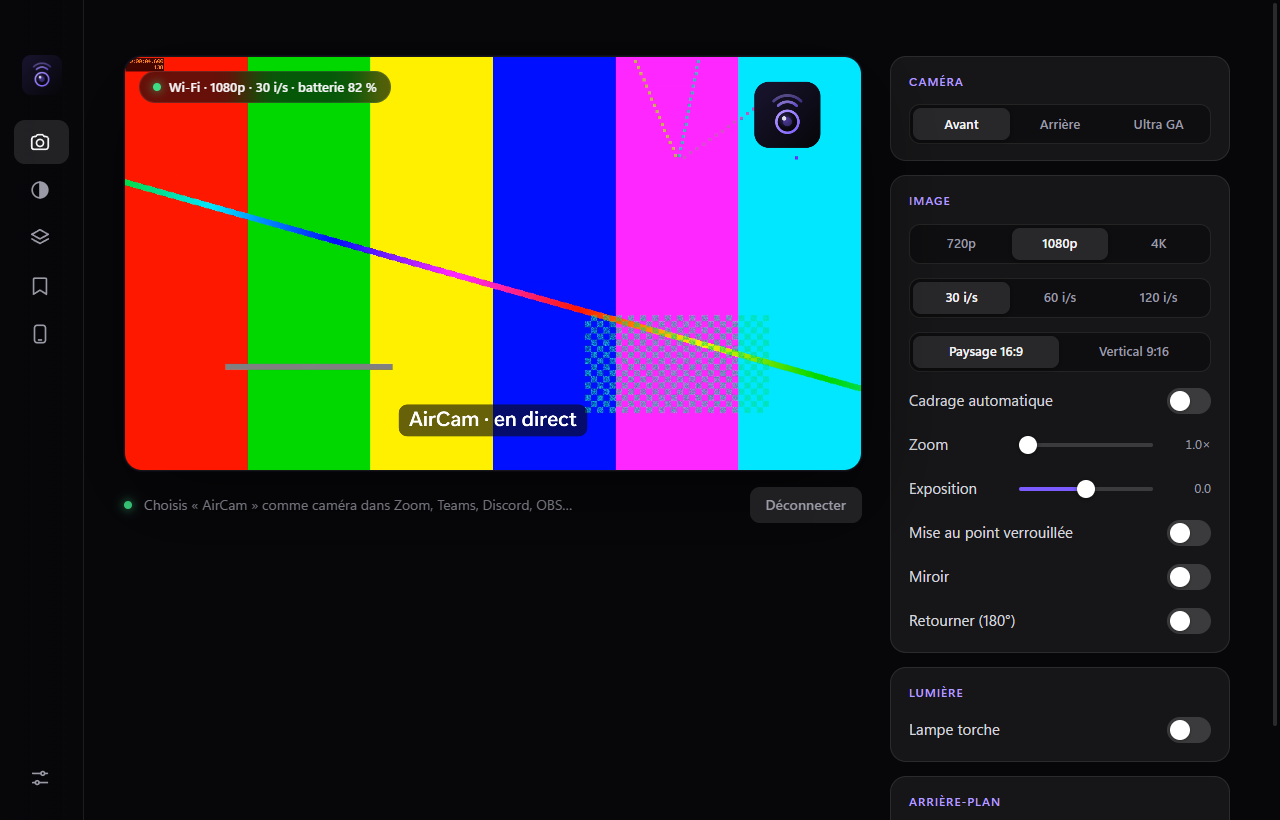 Wi-Fi · 1080p · 30 i/s · batterie 82 %
AirCam · en direct
Choisis « AirCam » comme caméra dans Zoom, Teams, Discord, OBS...
Déconnecter
CAMÉRA
Avant Arrière Ultra GA
IMAGE
720p 1080p 4K
30 i/s 60 i/s 120 i/s
Paysage 16:9 Vertical 9:16
Cadrage automatique
Zoom 1.0×
Exposition 0.0
Mise au point verrouillée
Miroir
Retourner (180°)
LUMIÈRE
Lampe torche
ARRIÈRE-PLAN